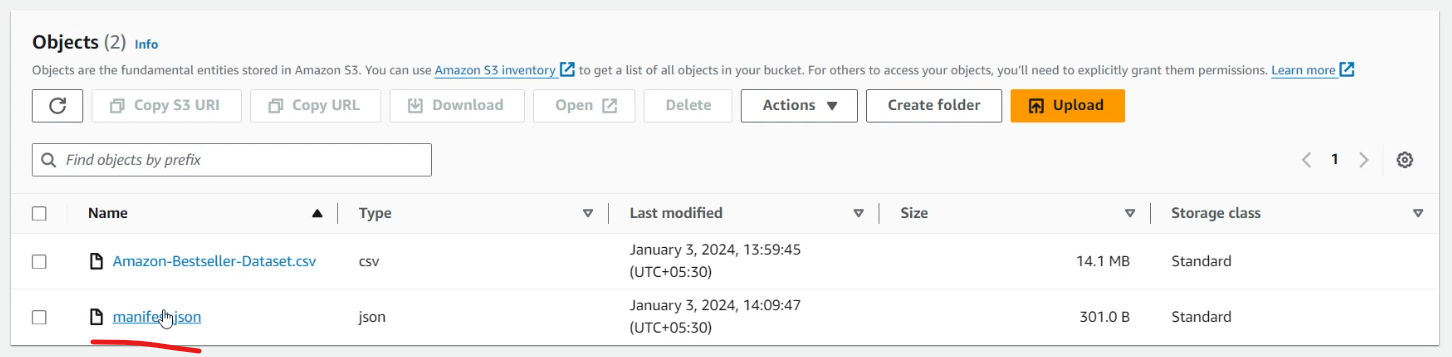 Objects (2) Info
Objects are the fundamental entities stored in Amazon S3. You can use Amazon S3 inventory to get a list of all objects in your bucket. For others to access your objects, you'll need to explicitly grant them permissions. Learn more
Copy S3 URI Copy URL Download Open Delete Actions Create folder Upload
Find objects by prefix 1
Name Type Last modified Size Storage class
Amazon-Bestseller-Dataset.csv csv January 3, 2024, 13:59:45 (UTC+05:30) 14.1 MB Standard
manifest.json json January 3, 2024, 14:09:47 (UTC+05:30) 301.0 B Standard